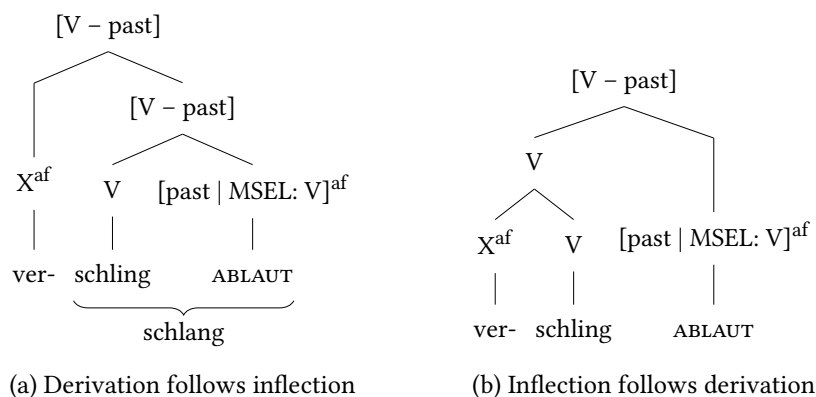 [V – past]
[V – past]
X^af V [past | MSEL: V]^af
ver- schling ABLAUT
schlang
(a) Derivation follows inflection
[V – past]
V
X^af V [past | MSEL: V]^af
ver- schling ABLAUT
(b) Inflection follows derivation